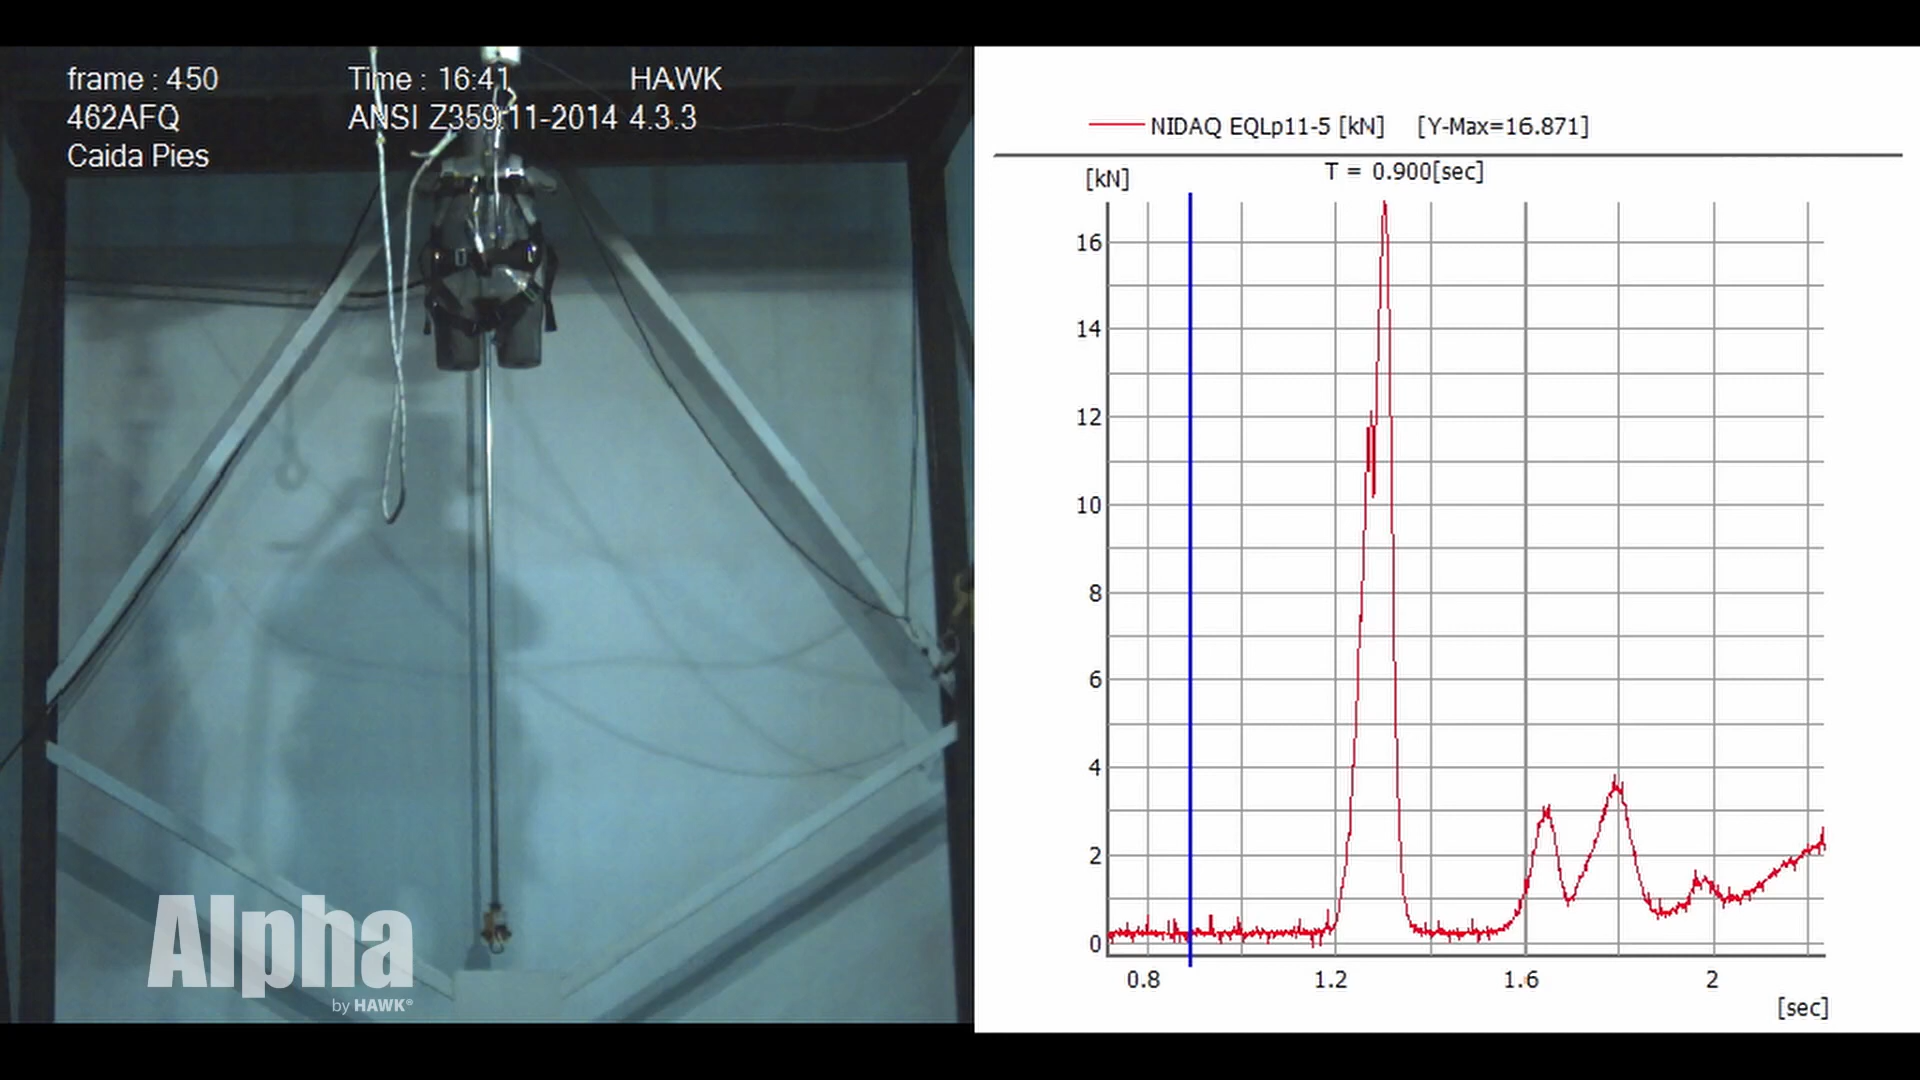 frame : 450 Time : 16:41 HAWK
462AFQ ANSI Z359.11-2014 4.3.3
Caida Pies
Alpha
by HAWK®
NIDAQ EQLp11-5 [kN] [Y-Max=16.871]
[kN] T = 0.900[sec]
16
14
12
10
8
6
4
2
0
0.8 1.2 1.6 2
[sec]